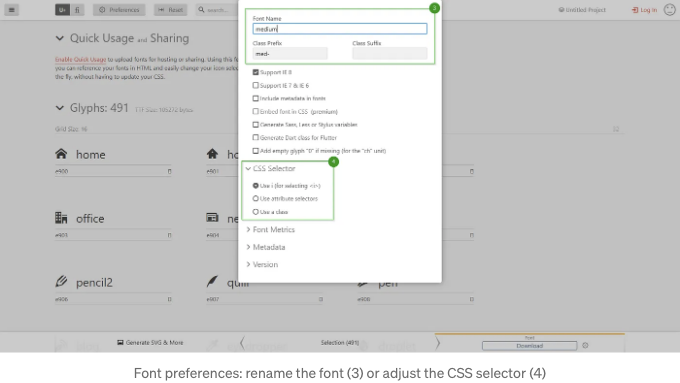 Preferences
Reset
search...
Untitled Project
Log In
3
Font Name
medium
Class Prefix
Class Suffix
med-
Quick Usage and Sharing
Enable Quick Usage to upload fonts for hosting or sharing. Using this f
you can reference your fonts in HTML and easily change your icon selec
the fly, without having to update your CSS.
Support IE 8
Support IE 7 & IE 6
Include metadata in fonts
Embed font in CSS (premium)
Generate Sass, Less or Stylus variables
Generate Dart class for Flutter
Add empty glyph "0" if missing (for the "ch" unit)
Glyphs: 491
Grid Size: 16
home
e900
office
e903
pencil2
e906
quill
pen
4
CSS Selector
Use i (for selecting <i>)
Use attribute selectors
Use a class
Font Metrics
Metadata
Version
Generate SVG & More
Selection (491)
Font
Download
Font preferences: rename the font (3) or adjust the CSS selector (4)